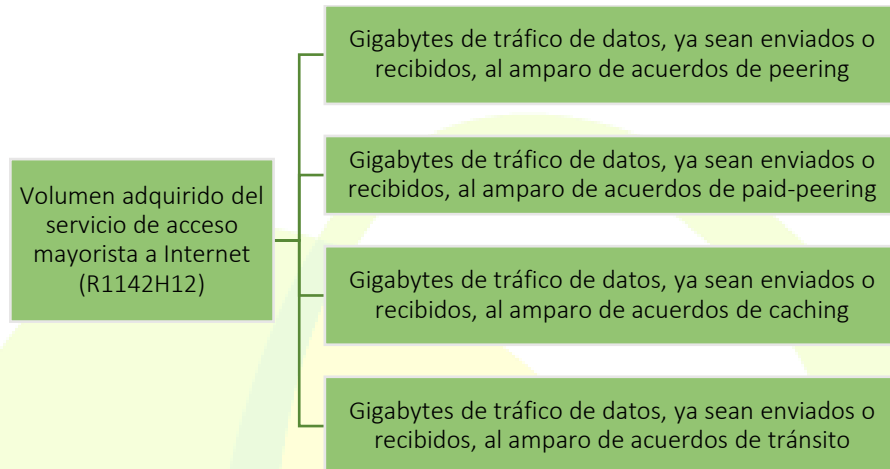 Gigabytes de tráfico de datos, ya sean enviados o
recibidos, al amparo de acuerdos de peering
Gigabytes de tráfico de datos, ya sean enviados o
recibidos, al amparo de acuerdos de paid-peering
Volumen adquirido del
servicio de acceso
mayorista a Internet
(R1142H12)
Gigabytes de tráfico de datos, ya sean enviados o
recibidos, al amparo de acuerdos de caching
Gigabytes de tráfico de datos, ya sean enviados o
recibidos, al amparo de acuerdos de tránsito